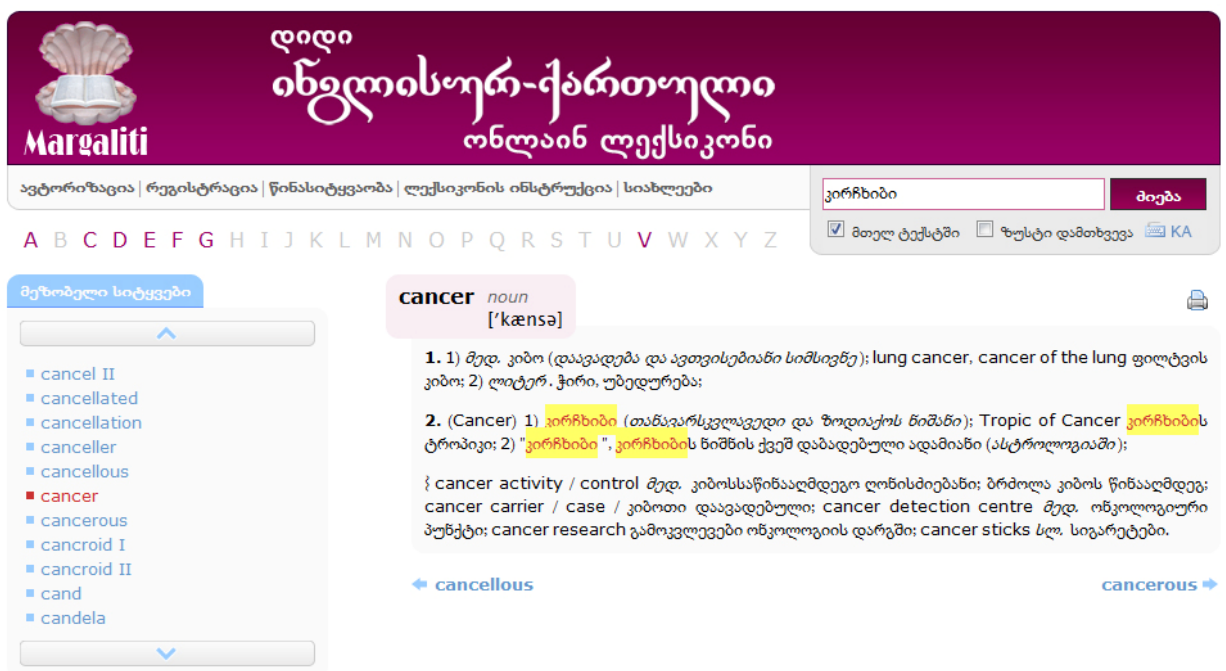 Margaliti
დიდი
ინგლისურ-ქართული
ონლაინ ლექსიკონი
ავტორიზაცია | რეგისტრაცია | წინასიტყვაობა | ლექსიკონის ინსტრუქცია | სიახლეები
კირჩხიბი ძიება
მთელ ტექსტში ზუსტი დამთხვევა KA
A B C D E F G H I J K L M N O P Q R S T U V W X Y Z
მეზობელი სიტყვები
cancel II
cancellated
cancellation
canceller
cancellous
cancer
cancerous
cancroid I
cancroid II
cand
candela
cancer noun
[ʹkænsə]
1. 1) მედ. კიბო (დაავადება და ავთვისებიანი სიმსივნე); lung cancer, cancer of the lung ფილტვის
კიბო; 2) ლიტერ. ჭირი, უბედურება;
2. (Cancer) 1) კირჩხიბი (თანავარსკვლავედი და ზოდიაქოს ნიშანი); Tropic of Cancer კირჩხიბის
ტროპიკი; 2) "კირჩხიბი ", კირჩხიბის ნიშნის ქვეშ დაბადებული ადამიანი (ასტროლოგიაში);
⌇ cancer activity / control მედ. კიბოსსაწინააღმდეგო ღონისძიებანი; ბრძოლა კიბოს წინააღმდეგ;
cancer carrier / case / კიბოთი დაავადებული; cancer detection centre მედ. ონკოლოგიური
პუნქტი; cancer research გამოკვლევები ონკოლოგიის დარგში; cancer sticks სლ. სიგარეტები.
cancellous cancerous